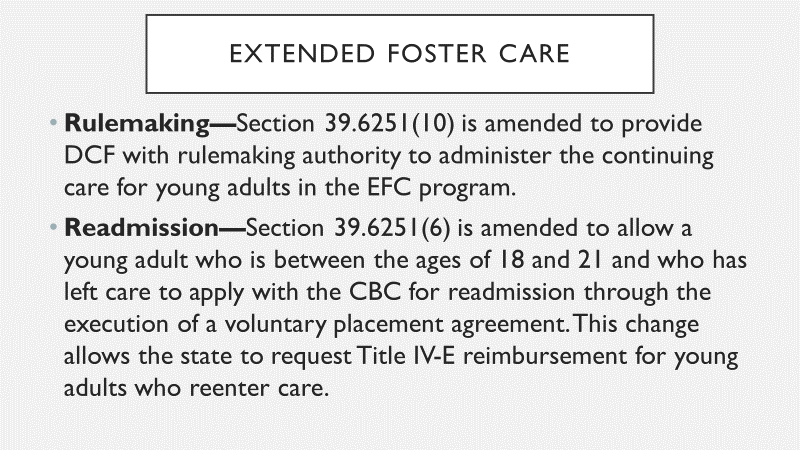 EXTENDED FOSTER CARE
• Rulemaking—Section 39.6251(10) is amended to provide
DCF with rulemaking authority to administer the continuing
care for young adults in the EFC program.
• Readmission—Section 39.6251(6) is amended to allow a
young adult who is between the ages of 18 and 21 and who has
left care to apply with the CBC for readmission through the
execution of a voluntary placement agreement. This change
allows the state to request Title IV-E reimbursement for young
adults who reenter care.